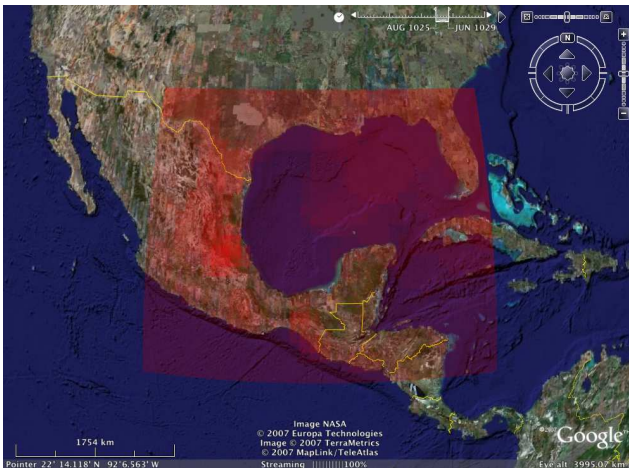 AUG 1025 JUN 1029
N
1754 km
Image NASA
© 2007 Europa Technologies
Image © 2007 TerraMetrics
© 2007 MapLink/TeleAtlas
Google
Pointer 22° 14.118' N 92°6.563' W Streaming ||||||||||100% Eye alt 3995.07 km